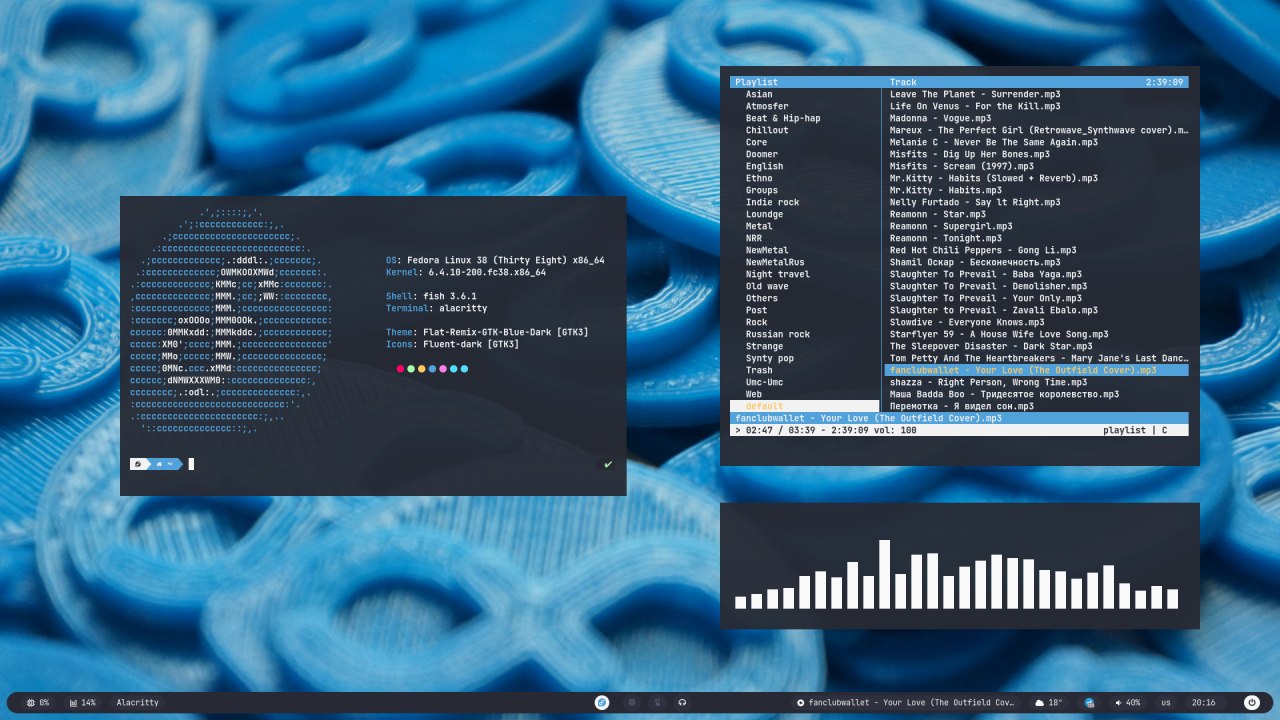 .',;::::;,'.
.';:cccccccccccc:;,.
.;cccccccccccccccccccccc;.
.:cccccccccccccccccccccccccc:.
.;ccccccccccccc;.:dddl:.;ccccccc;.
.:ccccccccccccc;OWMKOOXMWd;ccccccc:.
.:ccccccccccccc;KMMc;cc;xMMc:ccccccc:.
,cccccccccccccc;MMM.;cc;;WW::cccccccc,
:cccccccccccccc;MMM.;cccccccccccccccc:
:ccccccc;oxOOOo;MMM0OOk.;cccccccccccc:
cccccc:0MMKxdd:;MMMkddc.;cccccccccccc;
ccccc:XM0';cccc;MMM.;cccccccccccccccc'
ccccc;MMo;ccccc;MMW.;ccccccccccccccc;
ccccc;0MNc.ccc.xMMd:ccccccccccccccc;
cccccc;dNMWXXXWM0::cccccccccccccc:,
cccccccc;.:odl:.;cccccccccccccc:,.
:cccccccccccccccccccccccccccc:'.
.:cccccccccccccccccccccc:;,..
'::cccccccccccccc::;,.
OS: Fedora Linux 38 (Thirty Eight) x86_64
Kernel: 6.4.10-200.fc38.x86_64
Shell: fish 3.6.1
Terminal: alacritty
Theme: Flat-Remix-GTK-Blue-Dark [GTK3]
Icons: Fluent-dark [GTK3]
~
Playlist
Asian
Atmosfer
Beat & Hip-hap
Chillout
Core
Doomer
English
Ethno
Groups
Indie rock
Loundge
Metal
NRR
NewMetal
NewMetalRus
Night travel
Old wave
Others
Post
Rock
Russian rock
Strange
Synty pop
Trash
Umc-Umc
Web
default
Track 2:39:09
Leave The Planet - Surrender.mp3
Life On Venus - For the Kill.mp3
Madonna - Vogue.mp3
Mareux - The Perfect Girl (Retrowave_Synthwave cover).m…
Melanie C - Never Be The Same Again.mp3
Misfits - Dig Up Her Bones.mp3
Misfits - Scream (1997).mp3
Mr.Kitty - Habits (Slowed + Reverb).mp3
Mr.Kitty - Habits.mp3
Nelly Furtado - Say lt Right.mp3
Reamonn - Star.mp3
Reamonn - Supergirl.mp3
Reamonn - Tonight.mp3
Red Hot Chili Peppers - Gong Li.mp3
Shamil Оскар - Бесконечность.mp3
Slaughter To Prevail - Baba Yaga.mp3
Slaughter To Prevail - Demolisher.mp3
Slaughter To Prevail - Your Only.mp3
Slaughter To Prevail - Zavali Ebalo.mp3
Slowdive - Everyone Knows.mp3
Starflyer 59 - A House Wife Love Song.mp3
The Sleepover Disaster - Dark Star.mp3
Tom Petty And The Heartbreakers - Mary Jane's Last Danc…
fanclubwallet - Your Love (The Outfield Cover).mp3
shazza - Right Person, Wrong Time.mp3
Маша Badda Boo - Тридесятое королевство.mp3
Перемотка - Я видел сон.mp3
fanclubwallet - Your Love (The Outfield Cover).mp3
> 02:47 / 03:39 - 2:39:09 vol: 100 playlist | C
0% 14% Alacritty fanclubwallet - Your Love (The Outfield Cov… 18° 40% us 20:16